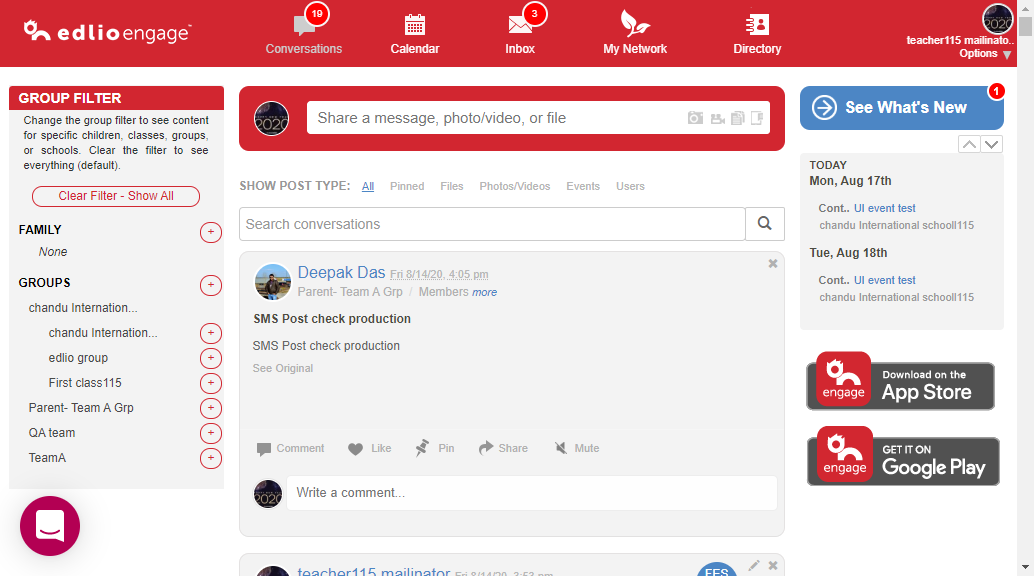 edlio engage
19
Conversations
Calendar
3
Inbox
My Network
Directory
teacher115 mailinato..
Options
GROUP FILTER
Change the group filter to see content
for specific children, classes, groups,
or schools. Clear the filter to see
everything (default).
Clear Filter - Show All
FAMILY
None
GROUPS
chandu Internation...
chandu Internation...
edlio group
First class115
Parent- Team A Grp
QA team
TeamA
2020
Share a message, photo/video, or file
SHOW POST TYPE: All Pinned Files Photos/Videos Events Users
Search conversations
Deepak Das Fri 8/14/20, 4:05 pm
Parent- Team A Grp / Members more
SMS Post check production
SMS Post check production
See Original
Comment Like Pin Share Mute
2020
Write a comment...
teacher115 mailinator Fri 8/14/20, 3:53 pm
EES
See What's New
1
TODAY
Mon, Aug 17th
Cont.. UI event test
chandu International schooll115
Tue, Aug 18th
Cont.. UI event test
chandu International schooll115
engage
Download on the
App Store
engage
GET IT ON
Google Play